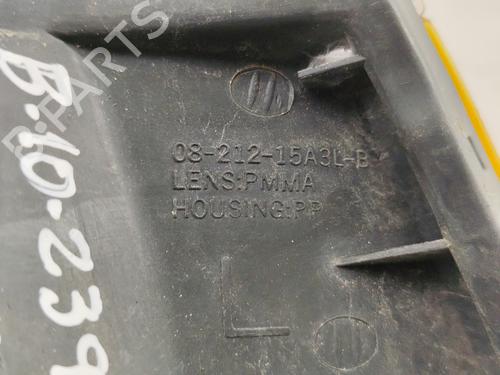 08-212-15A3L-B
LENS:PMMA
HOUSING:PP
L
B.10-239
B-PARTS